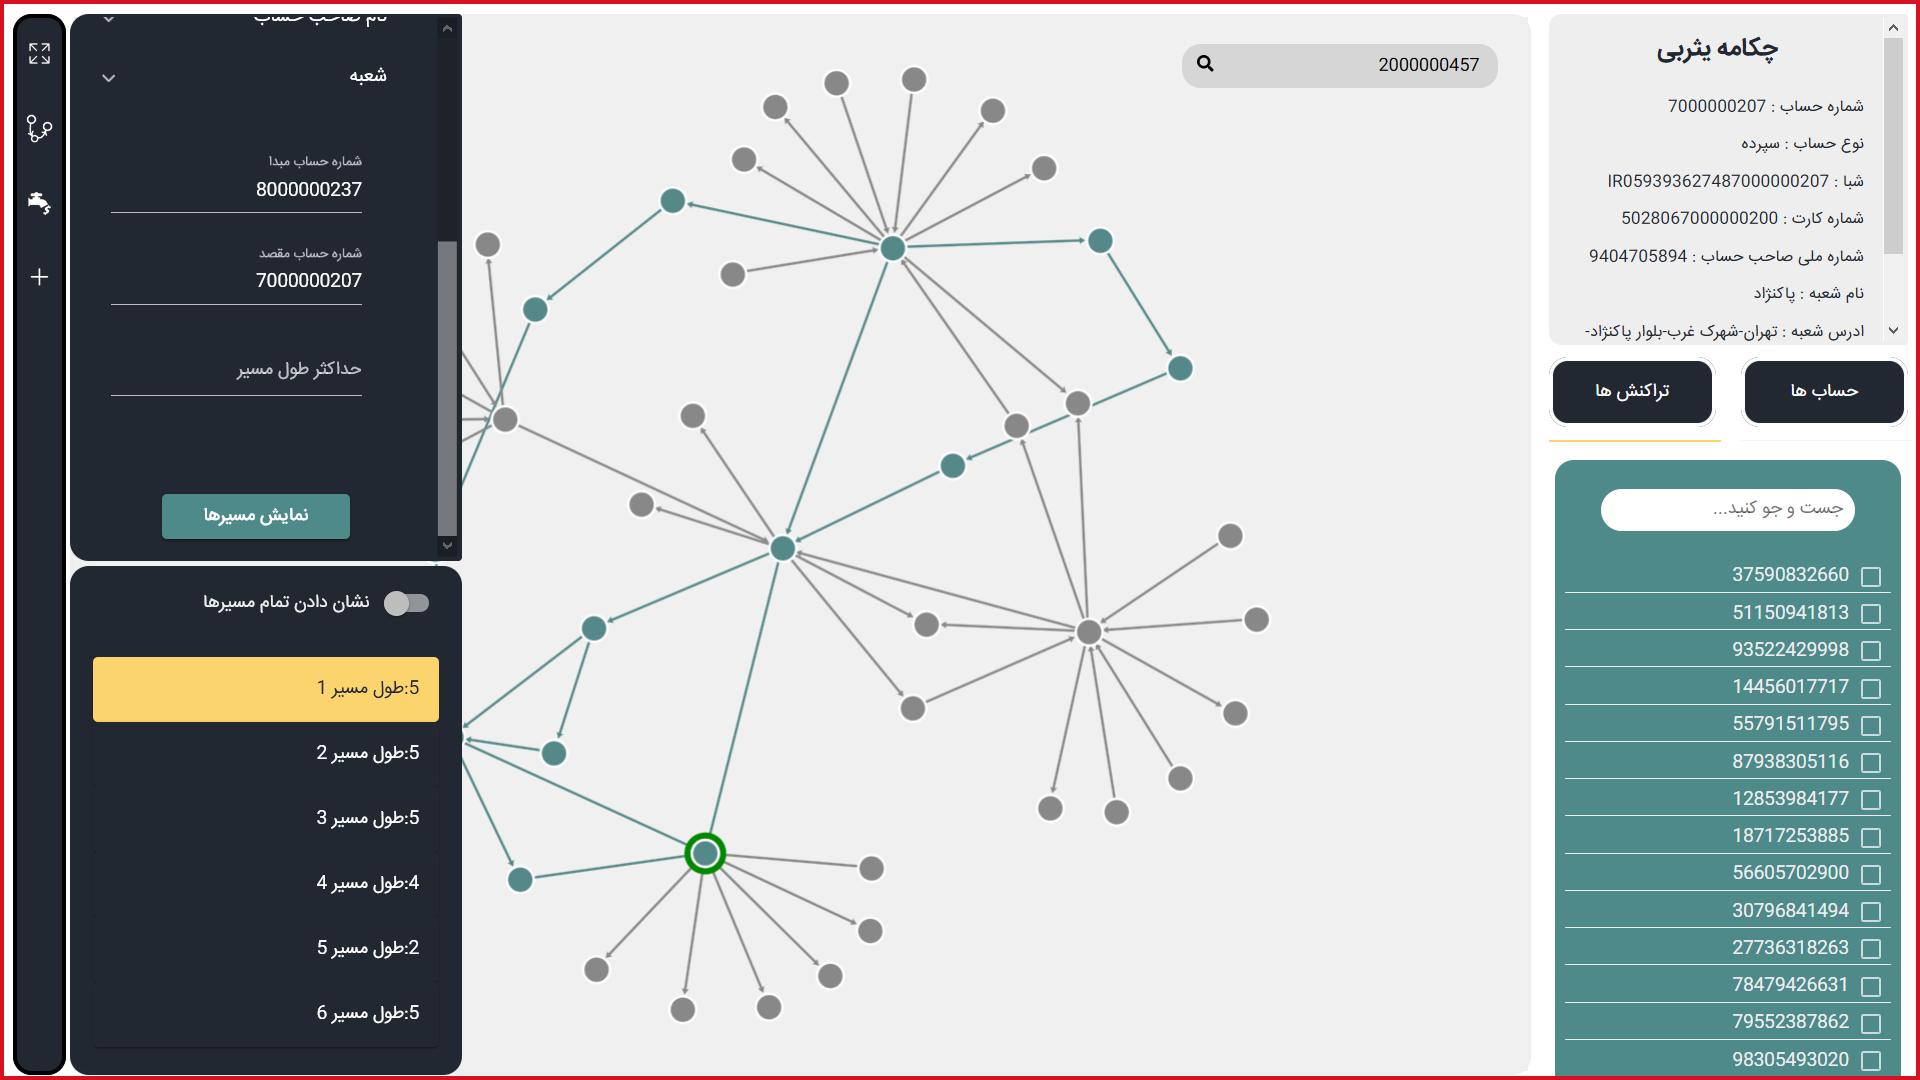 2000000457
چکامه یثربی
شماره حساب : 7000000207
نوع حساب : سپرده
شبا : IR059393627487000000207
شماره کارت : 5028067000000200
شماره ملی صاحب حساب : 9404705894
نام شعبه : پاکنژاد
ادرس شعبه : تهران-شهرک غرب-بلوار پاکنژاد-
حساب ها
تراکنش ها
جست و جو کنید...
37590832660
51150941813
93522429998
14456017717
55791511795
87938305116
12853984177
18717253885
56605702900
30796841494
27736318263
78479426631
79552387862
98305493020
نام صاحب حساب
شعبه
شماره حساب مبدا
8000000237
شماره حساب مقصد
7000000207
حداکثر طول مسیر
نمایش مسیرها
نشان دادن تمام مسیرها
5:طول مسیر 1
5:طول مسیر 2
5:طول مسیر 3
4:طول مسیر 4
2:طول مسیر 5
5:طول مسیر 6